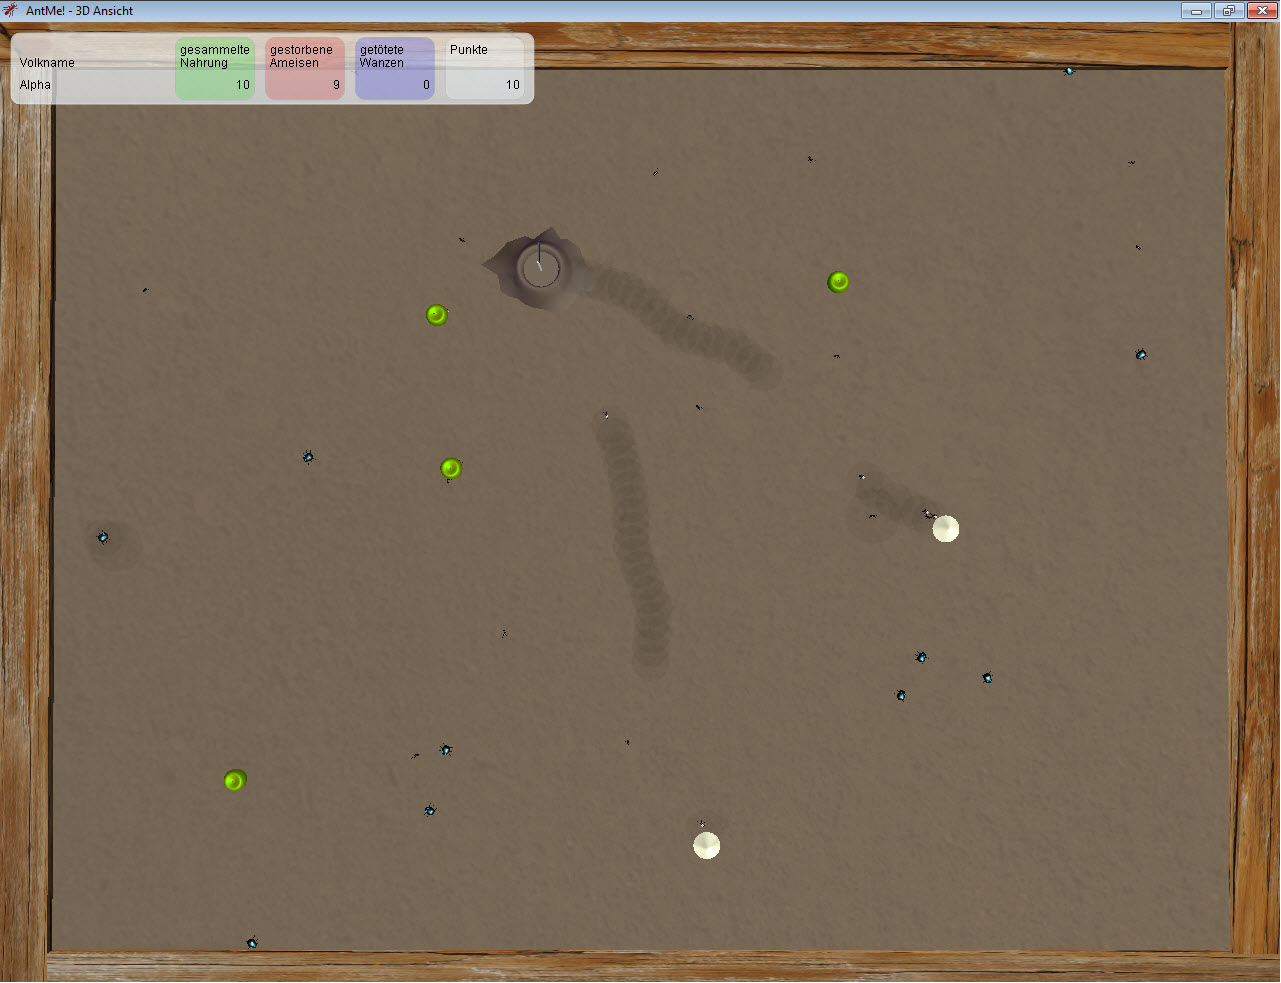 AntMe! - 3D Ansicht
Volkname
gesammelte
Nahrung
gestorbene
Ameisen
getötete
Wanzen
Punkte
Alpha
10
9
0
10